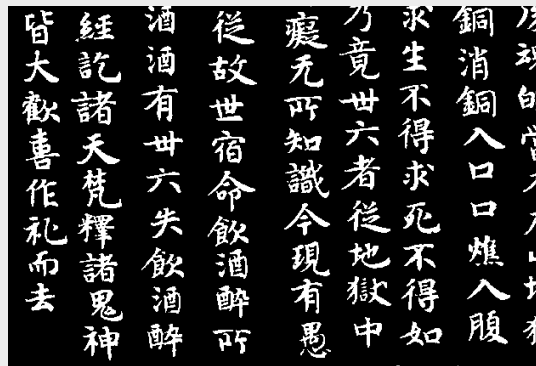 銅消銅入口口燋入腹
求生不得求死不得如
乃竟卅六者從地獄中
癡无所知識今現有愚
從故世宿命飲酒醉所
酒酒有卅六失飲酒醉
經訖諸天梵釋諸鬼神
皆大歡喜作礼而去